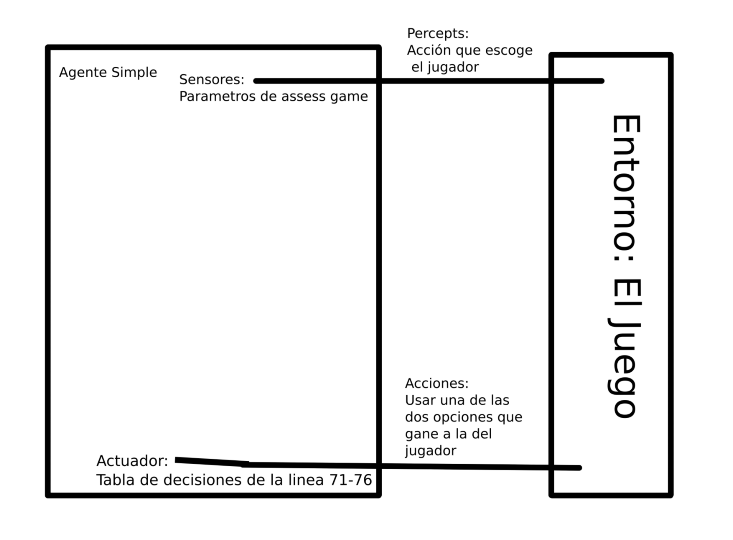 Agente Simple
Sensores:
Parametros de assess game
Percepts:
Acción que escoge
el jugador
Entorno: El Juego
Acciones:
Usar una de las
dos opciones que
gane a la del
jugador
Actuador:
Tabla de decisiones de la linea 71-76